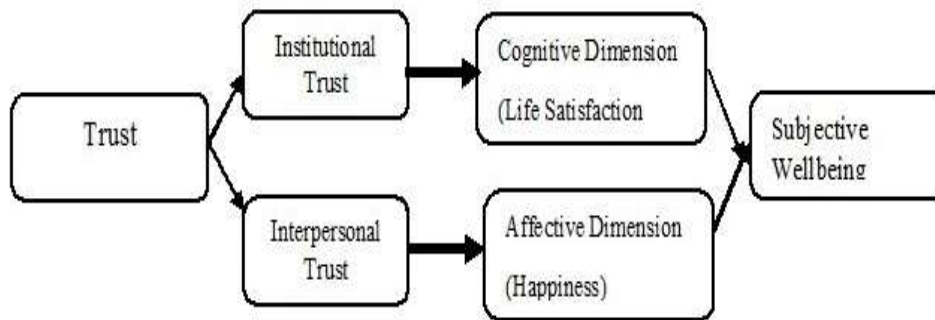 Trust
Institutional
Trust
Interpersonal
Trust
Cognitive Dimension
(Life Satisfaction
Affective Dimension
(Happiness)
Subjective
Wellbeing